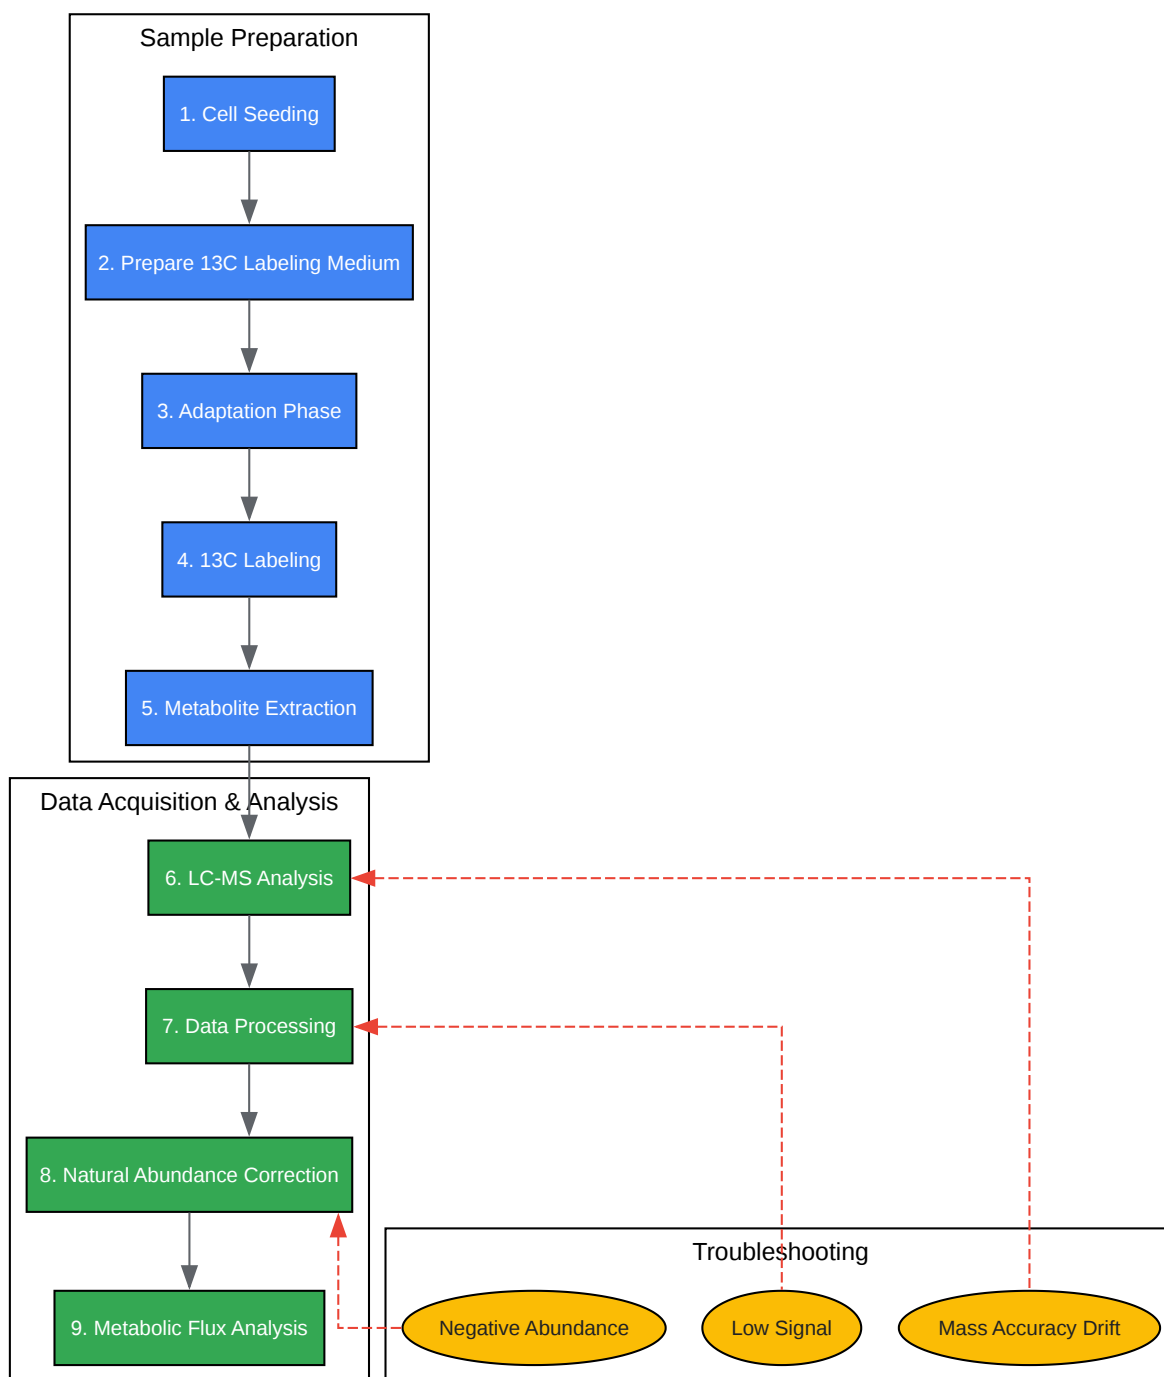 Sample Preparation
1. Cell Seeding
2. Prepare 13C Labeling Medium
3. Adaptation Phase
4. 13C Labeling
5. Metabolite Extraction
Data Acquisition & Analysis
6. LC-MS Analysis
7. Data Processing
8. Natural Abundance Correction
9. Metabolic Flux Analysis
Troubleshooting
Negative Abundance
Low Signal
Mass Accuracy Drift